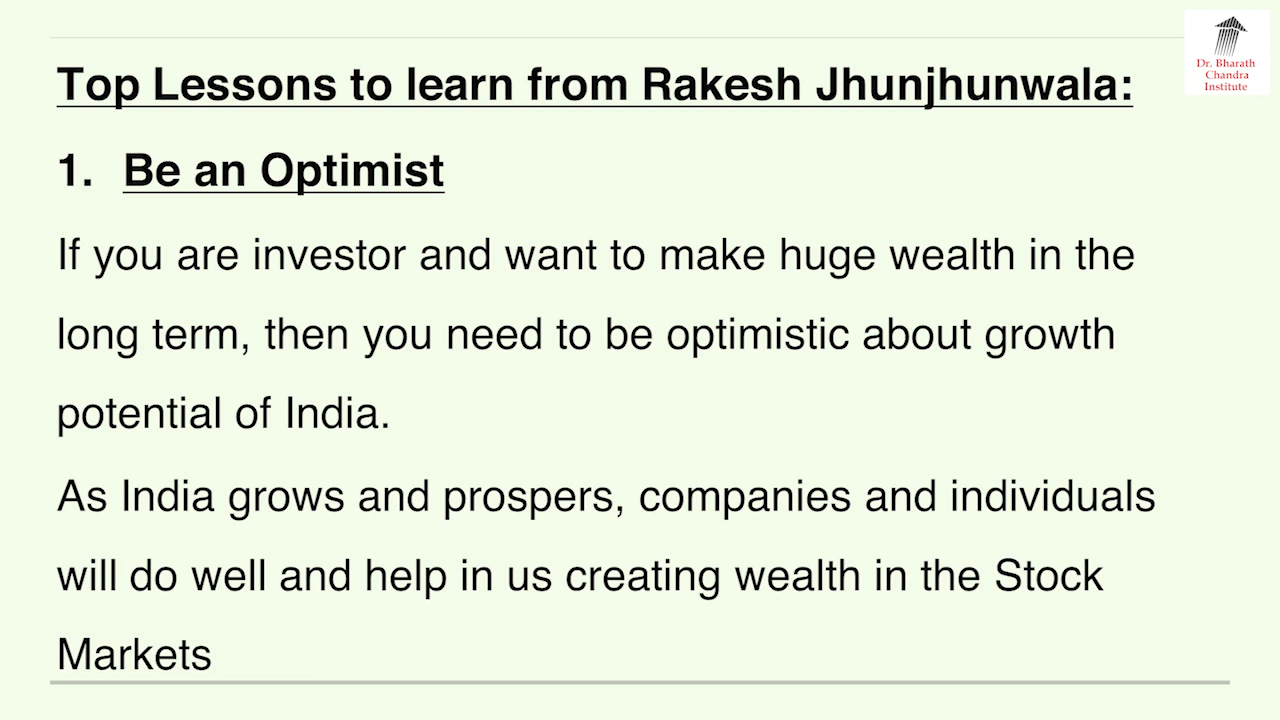 Dr. Bharath
Chandra
Institute
Top Lessons to learn from Rakesh Jhunjhunwala:
1. Be an Optimist
If you are investor and want to make huge wealth in the
long term, then you need to be optimistic about growth
potential of India.
As India grows and prospers, companies and individuals
will do well and help in us creating wealth in the Stock
Markets